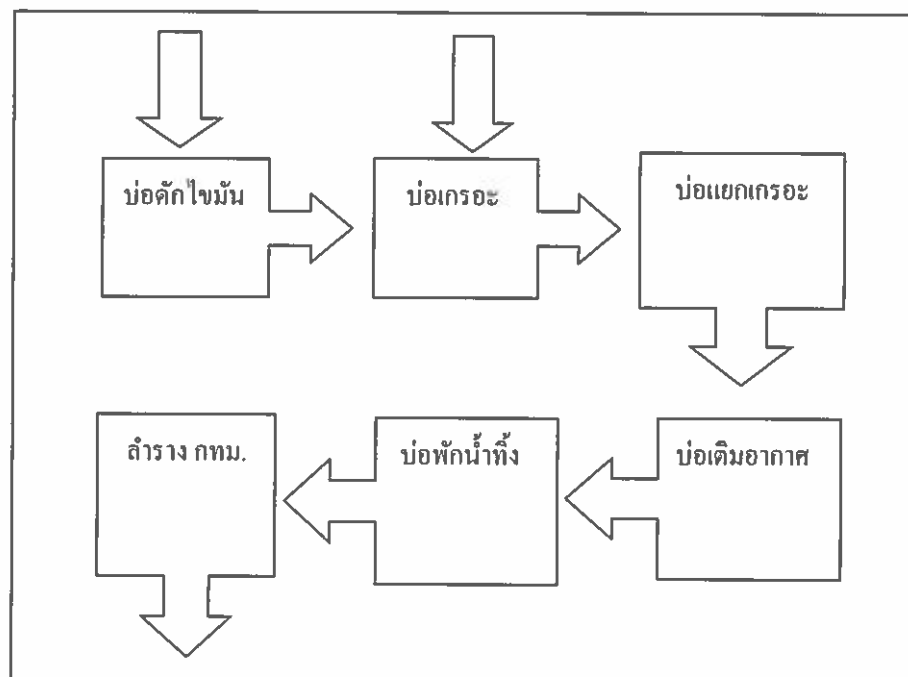 บ่อดักไขมัน
บ่อเกรอะ
บ่อแยกเกรอะ
บ่อเติมอากาศ
บ่อพักน้ำทิ้ง
ลำราง กทม.